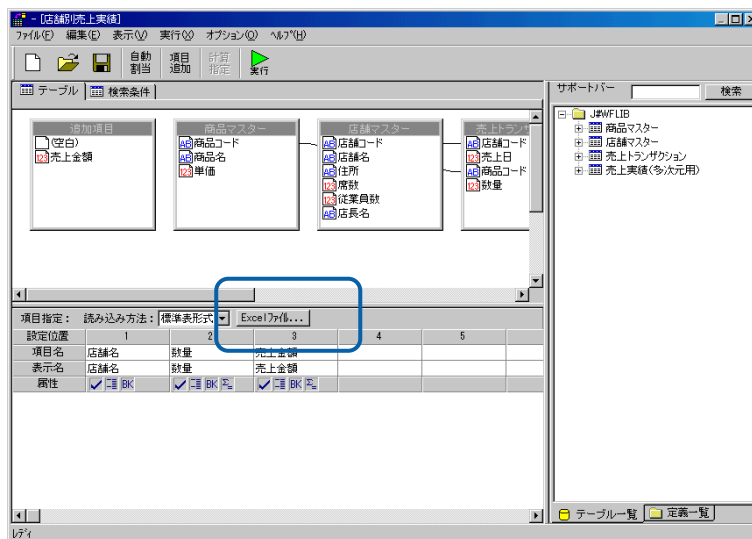 - [店舗別売上実績]
ファイル(F) 編集(E) 表示(V) 実行(X) オプション(O) ヘルプ(H)
自動割当 項目追加 計算指定 実行
テーブル 検索条件
追加項目
(空白)
売上金額
商品マスター
商品コード
商品名
単価
店舗マスター
店舗コード
店舗名
住所
席数
従業員数
店長名
売上トランザ
店舗コード
売上日
商品コード
数量
項目指定: 読み込み方法: 標準表形式 Excelファイル...
設定位置 1 2 3 4 5
項目名 店舗名 数量 売上金額
表示名 店舗名 数量 売上金額
属性 BK BK Σ BK Σ
レディ
サポートバー 検索
J#WFLIB
商品マスター
店舗マスター
売上トランザクション
売上実績(多次元用)
テーブル一覧 定義一覧